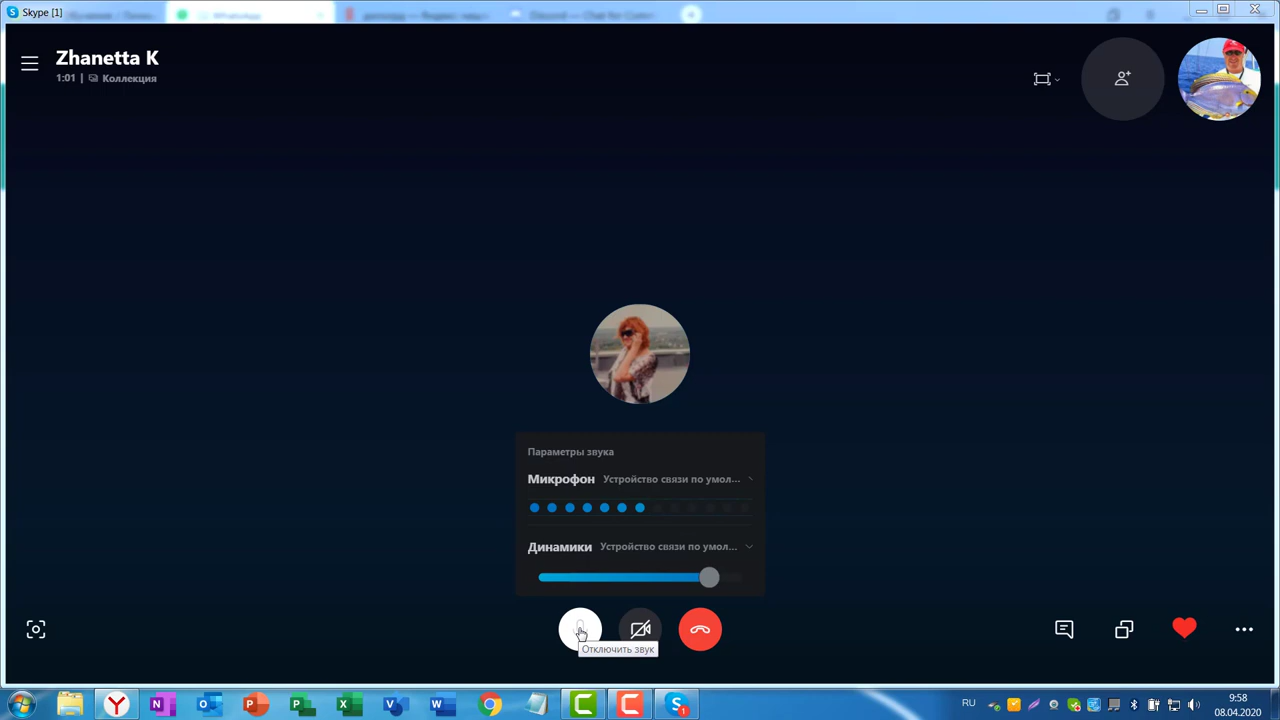 Skype [1]
WhatsApp
Zhanetta K
1:01 | Коллекция
Параметры звука
Микрофон Устройство связи по умол...
Динамики Устройство связи по умол...
Отключить звук
RU
9:58
08.04.2020